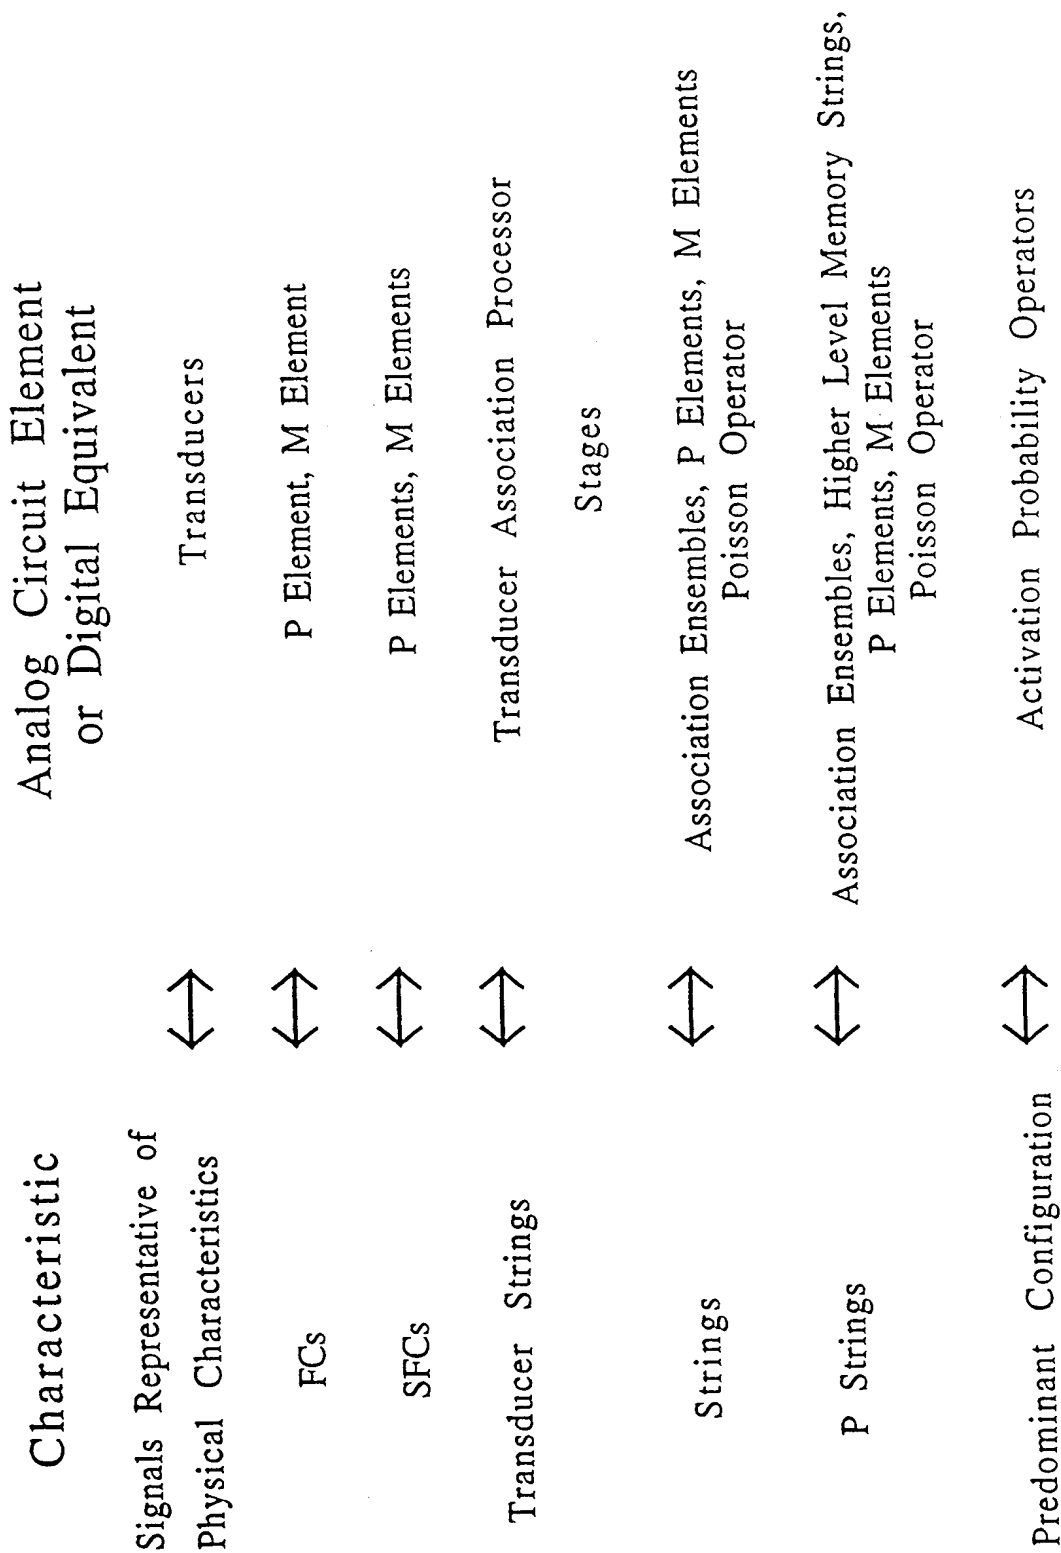 Characteristic
Analog Circuit Element
or Digital Equivalent
Signals Representative of
Physical Characteristics
Transducers
FCs
P Element, M Element
SFCs
P Elements, M Elements
Transducer Strings
Transducer Association Processor
Stages
Strings
Association Ensembles, P Elements, M Elements
Poisson Operator
P Strings
Association Ensembles, Higher Level Memory Strings,
P Elements, M Elements
Poisson Operator
Predominant Configuration
Activation Probability Operators